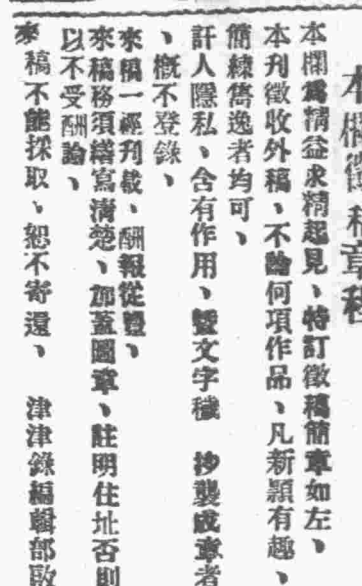 本欄徵稿章程
本欄爲精益求精起見、特訂徵稿簡章如左、
本刊徵收外稿、不論何項作品、凡新穎有趣、
簡練雋逸者均可、
訐人隱私、含有作用、暨文字穢 抄襲成章者
、概不登錄、
來稿一經刊載、酬報從豐、
來稿務須繕寫清楚、加蓋圖章、註明住址否則
以不受酬論、
來稿不能採取、恕不寄還、 津津錄編輯部啟